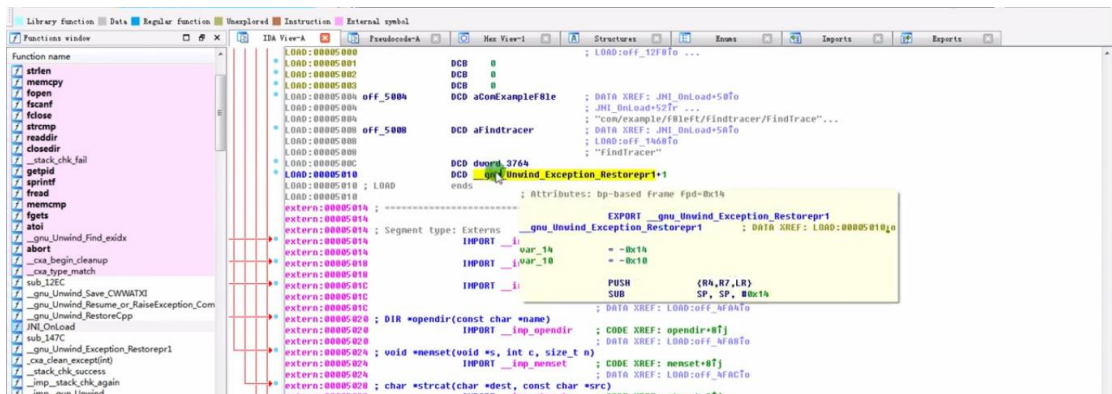 Library function Data Regular function Unexplored Instruction External symbol
Functions window
IDA View-A Pseudocode-A Hex View-1 Structures Enums Imports Exports
Function name
strlen
memcpy
fopen
fscanf
fclose
strcmp
readdir
closedir
__stack_chk_fail
getpid
sprintf
fread
memcmp
fgets
atoi
__gnu_Unwind_Find_exidx
abort
__cxa_begin_cleanup
__cxa_type_match
sub_12EC
__gnu_Unwind_Save_CWWATXI
__gnu_Unwind_Resume_or_RaiseException_Com
__gnu_Unwind_RestoreCpp
JNI_OnLoad
sub_147C
__gnu_Unwind_Exception_Restorepr1
_cxa_clean_except(int)
__stack_chk_success
LOAD:00005000 ; LOAD:off_12F8↑o ...
LOAD:00005001 DCB 0
LOAD:00005002 DCB 0
LOAD:00005003 DCB 0
LOAD:00005004 off_5004 DCD aComExampleF8le ; DATA XREF: JNI_OnLoad+50↑o
LOAD:00005004 ; JNI_OnLoad+52↑r ...
LOAD:00005004 ; "com/example/f8left/findtracer/FindTrace"...
LOAD:00005008 off_5008 DCD aFindtracer ; DATA XREF: JNI_OnLoad+5A↑o
LOAD:00005008 ; LOAD:off_1468↑o
LOAD:00005008 ; "findTracer"
LOAD:0000500C DCD dword_3764
LOAD:00005010 DCD __gnu_Unwind_Exception_Restorepr1+1
LOAD:00005010 ; LOAD ends
LOAD:00005010
extern:00005014 ;
extern:00005014
extern:00005014 ; Segment type: Externs
extern:00005014 IMPORT
extern:00005014
extern:00005018 IMPORT
extern:00005018
extern:0000501C IMPORT
extern:0000501C
extern:0000501C ; DATA XREF: LOAD:off_4FA4↑o
extern:00005020 ; DIR *opendir(const char *name)
extern:00005020 IMPORT __imp_opendir ; CODE XREF: opendir+8↑j
extern:00005020 ; DATA XREF: LOAD:off_4FA8↑o
extern:00005024 ; void *memset(void *s, int c, size_t n)
extern:00005024 IMPORT __imp_memset ; CODE XREF: memset+8↑j
extern:00005024 ; DATA XREF: LOAD:off_4FAC↑o
extern:00005028 ; char *strcat(char *dest, const char *src)
; Attributes: bp-based frame fpd=0x14
EXPORT __gnu_Unwind_Exception_Restorepr1
__gnu_Unwind_Exception_Restorepr1 ; DATA XREF: LOAD:00005010↓o
var_14 = -0x14
var_10 = -0x10
PUSH {R4,R7,LR}
SUB SP, SP, #0x14